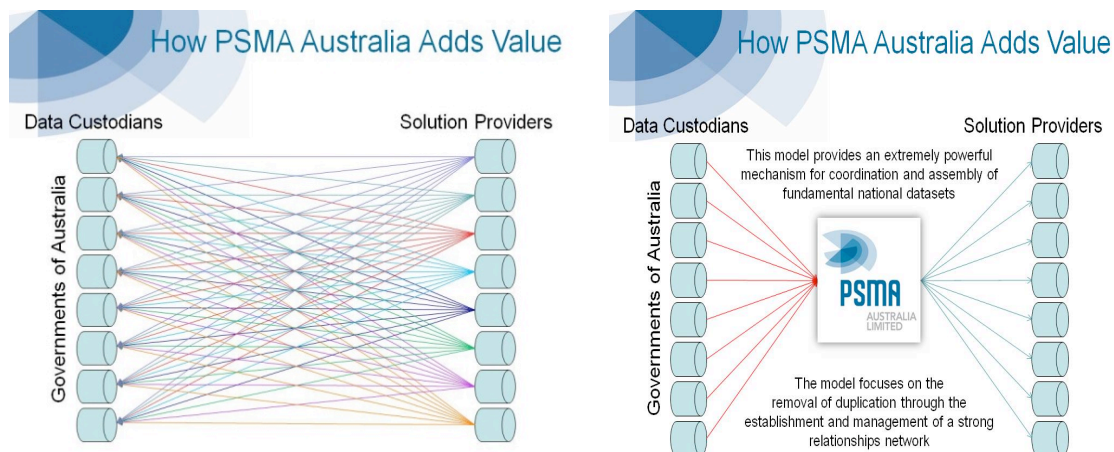 How PSMA Australia Adds Value
Data Custodians
Solution Providers
Governments of Australia
How PSMA Australia Adds Value
Data Custodians
Solution Providers
Governments of Australia
This model provides an extremely powerful
mechanism for coordination and assembly of
fundamental national datasets
PSMA
AUSTRALIA
LIMITED
The model focuses on the
removal of duplication through the
establishment and management of a strong
relationships network